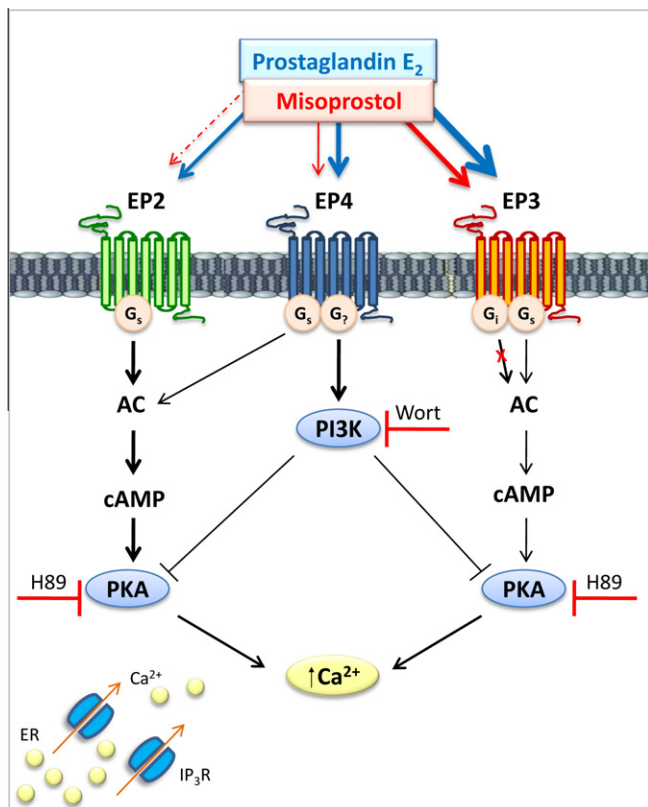 Prostaglandin E₂
Misoprostol
EP2
EP4
EP3
Gₛ
Gₛ
G?
Gᵢ
Gₛ
x
AC
PI3K
Wort
AC
cAMP
cAMP
H89
PKA
PKA
H89
↑Ca²⁺
Ca²⁺
ER
IP₃R